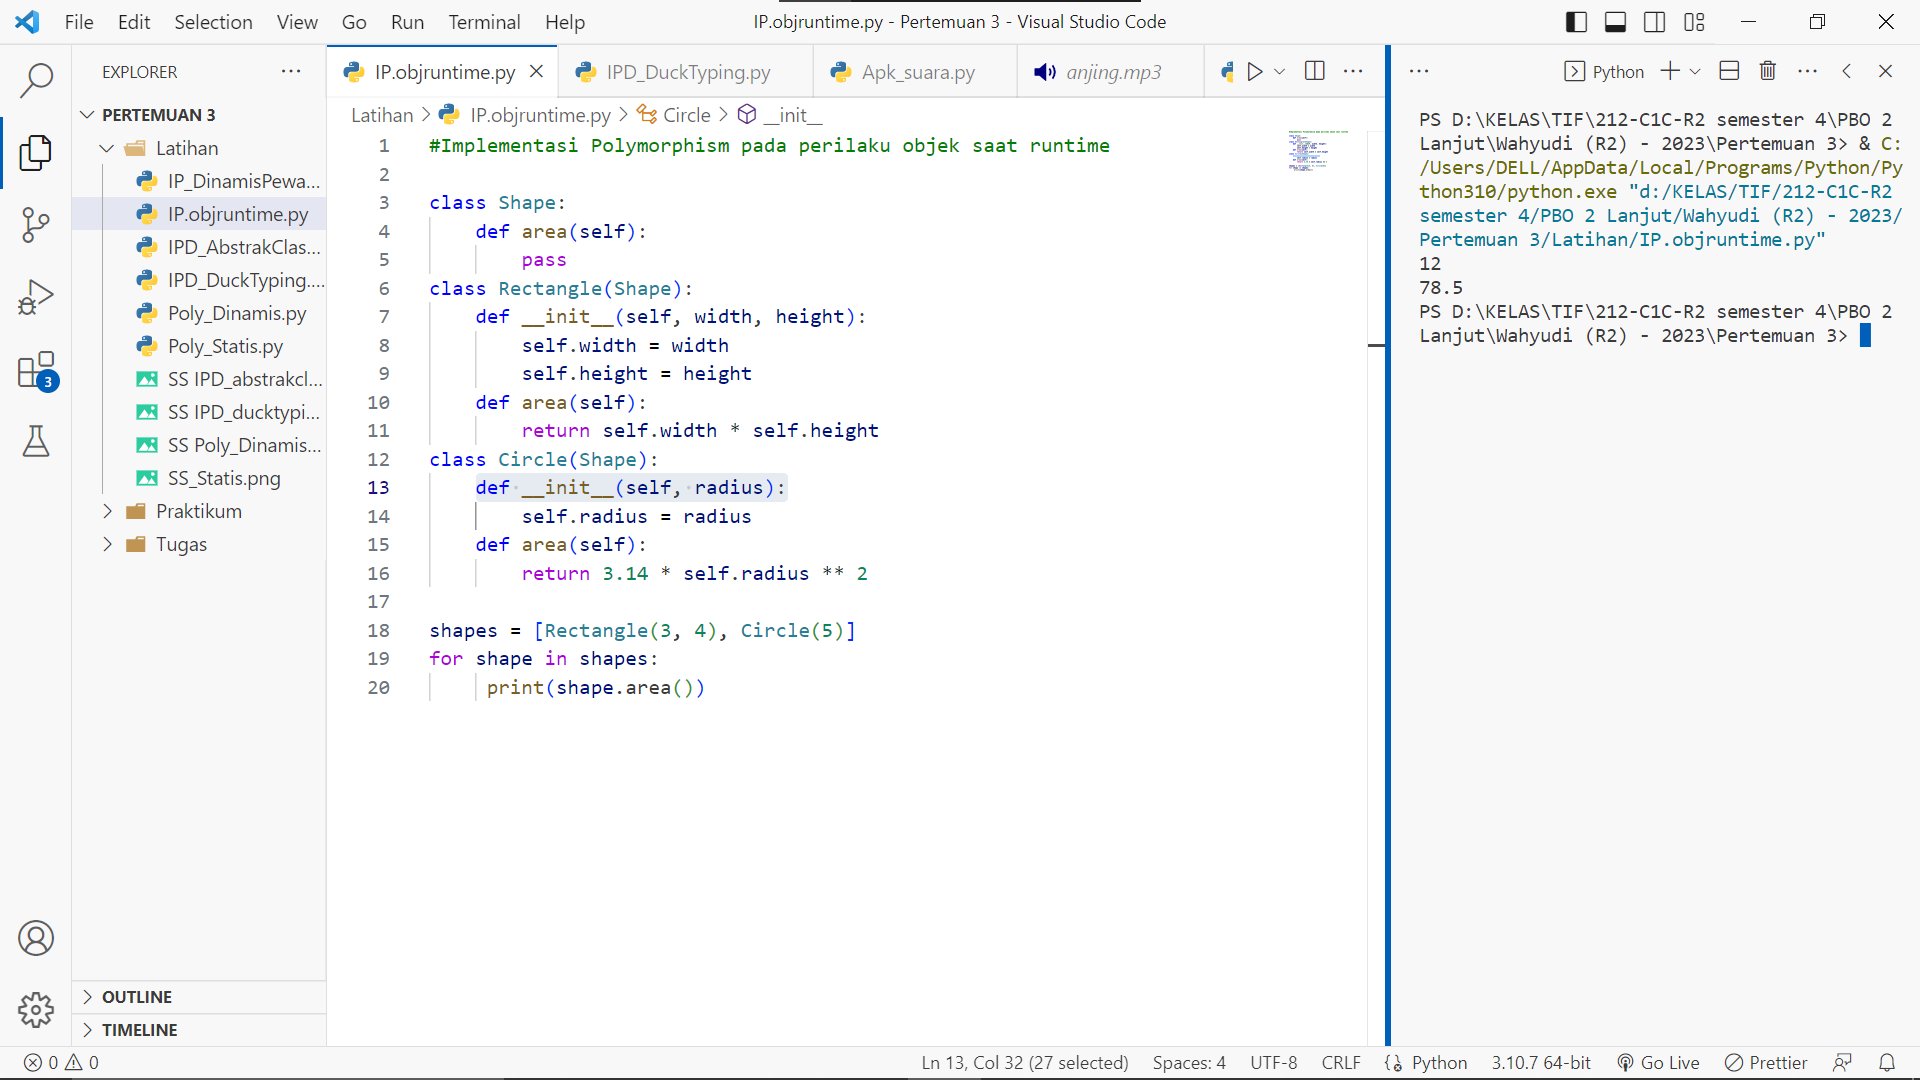 File Edit Selection View Go Run Terminal Help
IP.objruntime.py - Pertemuan 3 - Visual Studio Code
EXPLORER
PERTEMUAN 3
Latihan
IP_DinamisPewa...
IP.objruntime.py
IPD_AbstrakClas...
IPD_DuckTyping....
Poly_Dinamis.py
Poly_Statis.py
SS IPD_abstrakcl...
SS IPD_ducktypi...
SS Poly_Dinamis...
SS_Statis.png
Praktikum
Tugas
3
OUTLINE
TIMELINE
IP.objruntime.py IPD_DuckTyping.py Apk_suara.py anjing.mp3
Latihan > IP.objruntime.py > Circle > __init__
1 #Implementasi Polymorphism pada perilaku objek saat runtime
2
3 class Shape:
4     def area(self):
5         pass
6 class Rectangle(Shape):
7     def __init__(self, width, height):
8         self.width = width
9         self.height = height
10     def area(self):
11         return self.width * self.height
12 class Circle(Shape):
13     def __init__(self, radius):
14         self.radius = radius
15     def area(self):
16         return 3.14 * self.radius ** 2
17
18 shapes = [Rectangle(3, 4), Circle(5)]
19 for shape in shapes:
20      print(shape.area())
Python
PS D:\KELAS\TIF\212-C1C-R2 semester 4\PBO 2
Lanjut\Wahyudi (R2) - 2023\Pertemuan 3> & C:
/Users/DELL/AppData/Local/Programs/Python/Py
thon310/python.exe "d:/KELAS/TIF/212-C1C-R2
semester 4/PBO 2 Lanjut/Wahyudi (R2) - 2023/
Pertemuan 3/Latihan/IP.objruntime.py"
12
78.5
PS D:\KELAS\TIF\212-C1C-R2 semester 4\PBO 2
Lanjut\Wahyudi (R2) - 2023\Pertemuan 3>
0 0 Ln 13, Col 32 (27 selected) Spaces: 4 UTF-8 CRLF Python 3.10.7 64-bit Go Live Prettier